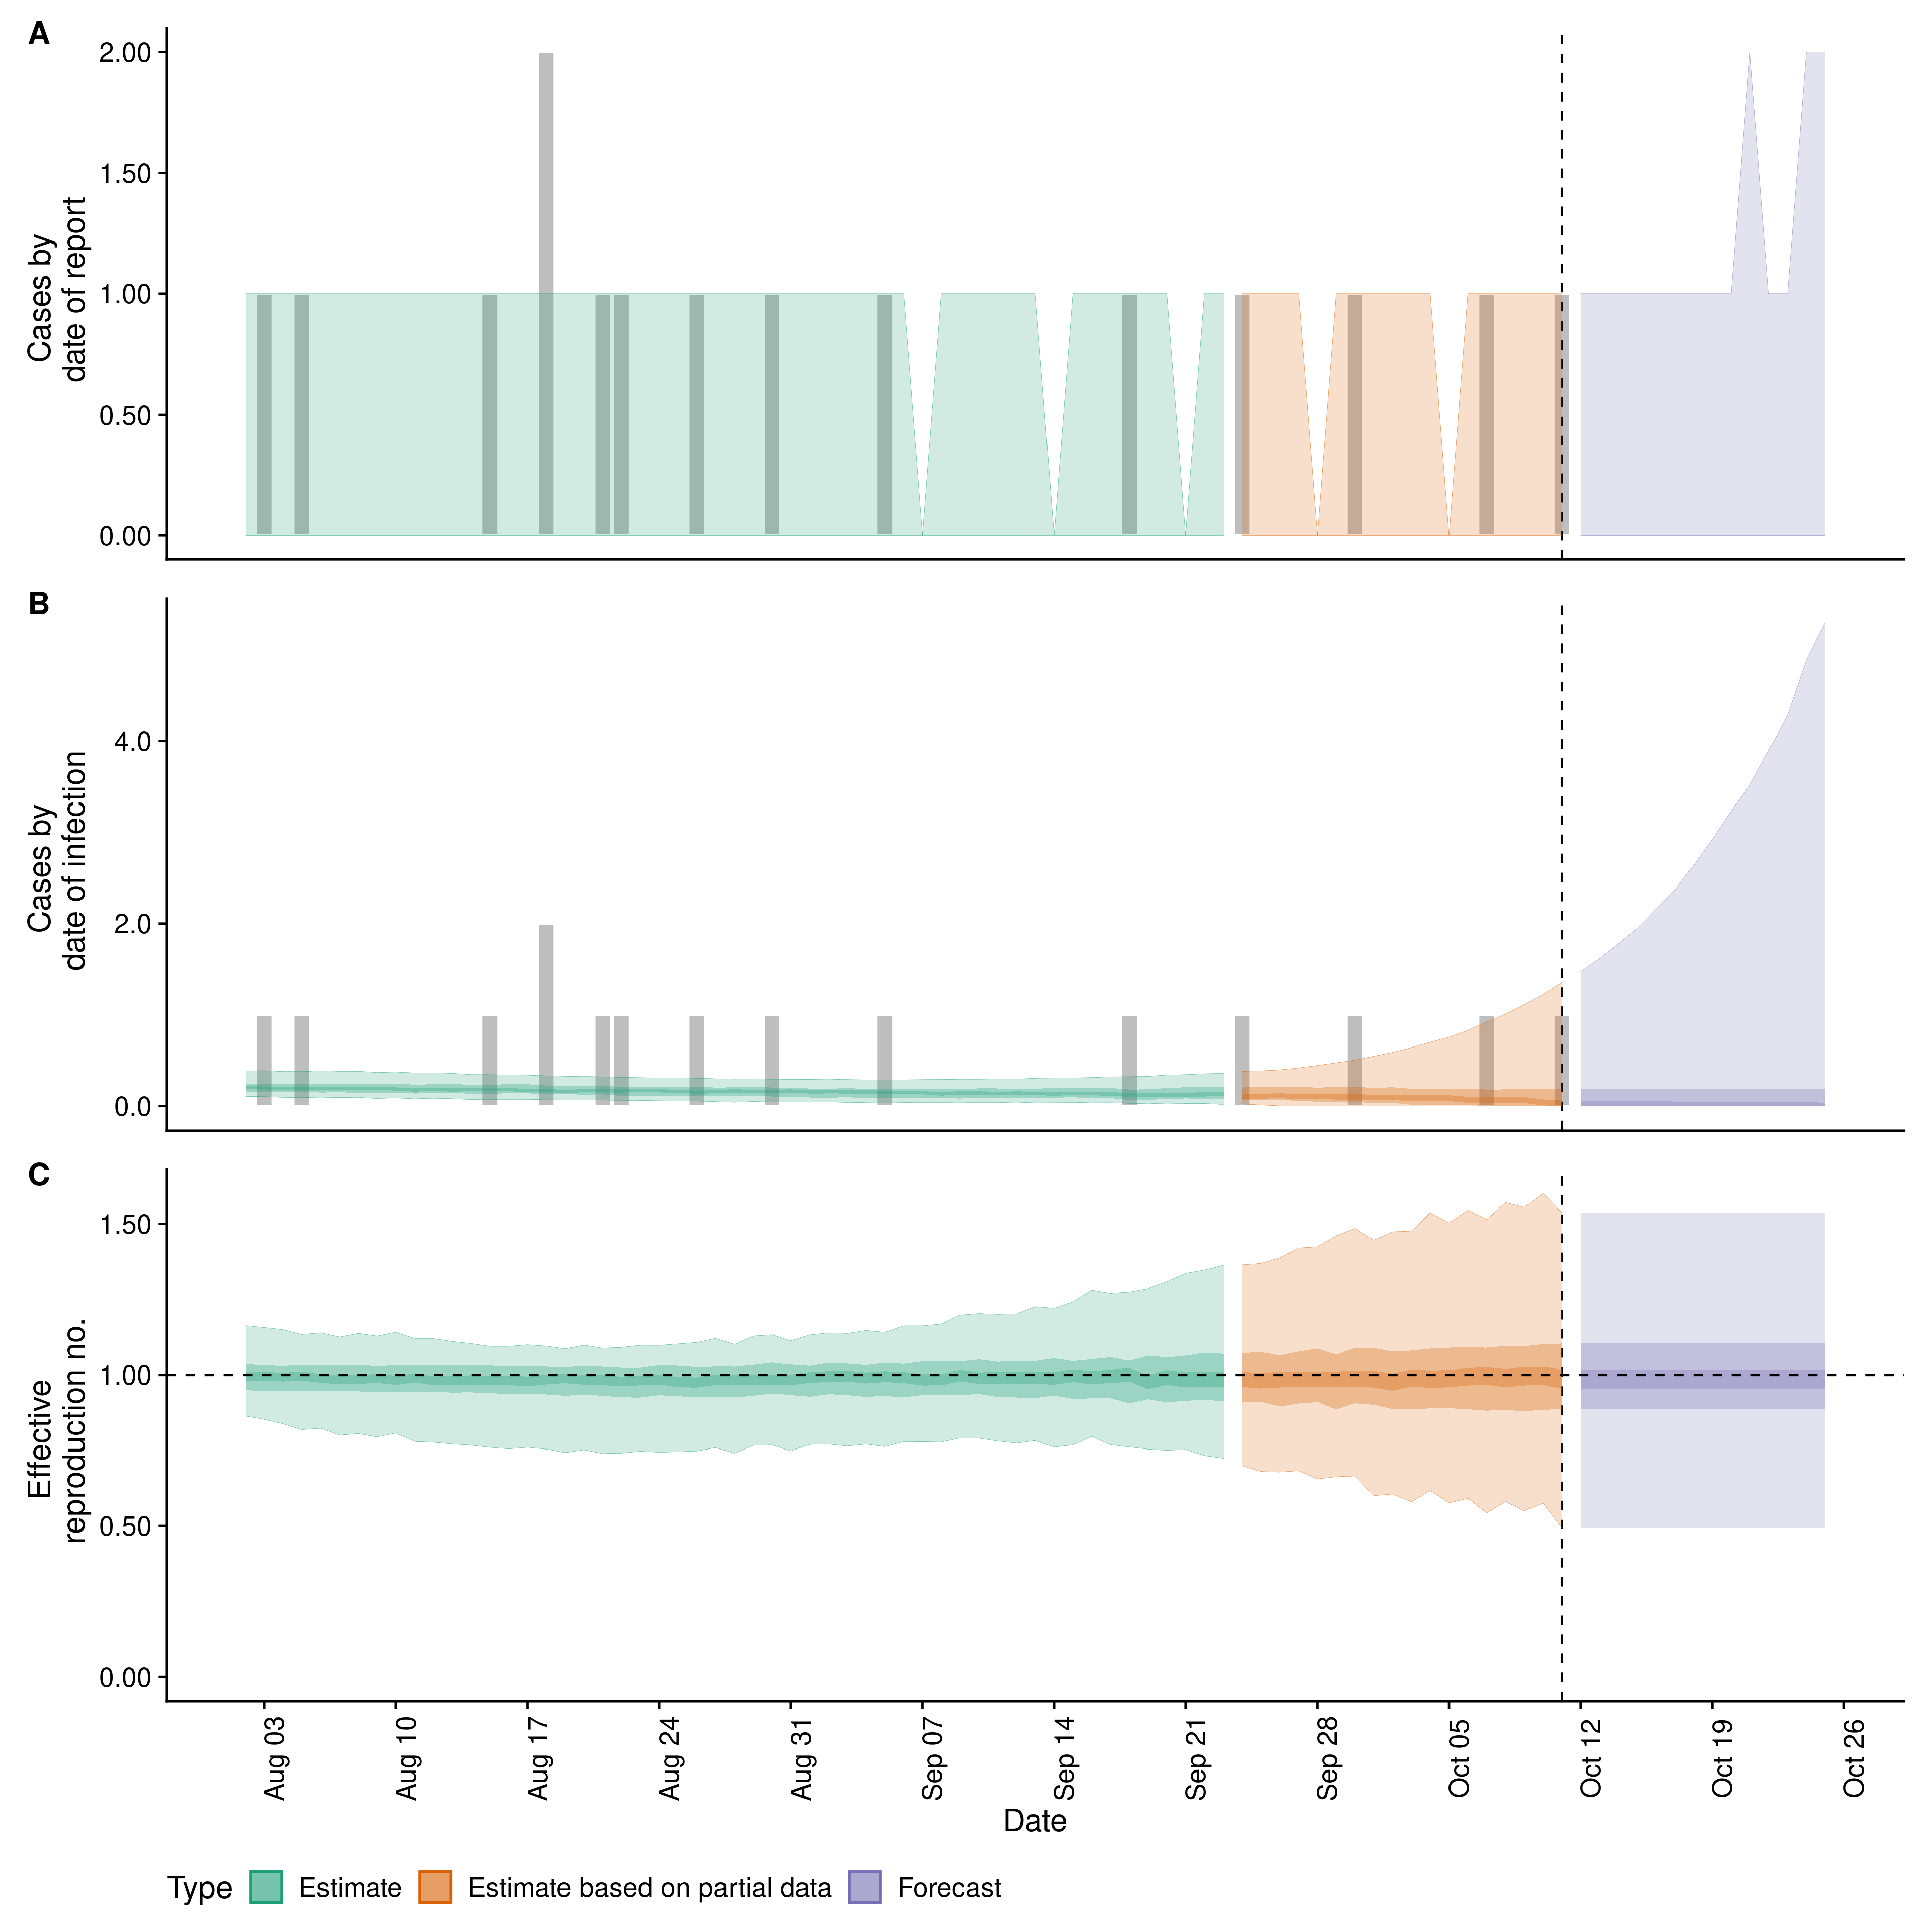 A
2.00
1.50
1.00
0.50
0.00
Cases by
date of report
B
4.0
2.0
0.0
Cases by
date of infection
C
1.50
1.00
0.50
0.00
Effective
reproduction no.
Aug 03
Aug 10
Aug 17
Aug 24
Aug 31
Sep 07
Sep 14
Sep 21
Sep 28
Oct 05
Oct 12
Oct 19
Oct 26
Date
Type Estimate Estimate based on partial data Forecast